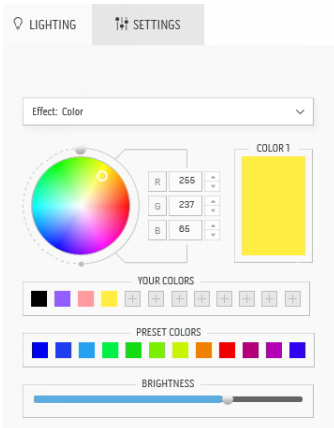 LIGHTING SETTINGS
Effect: Color
COLOR 1
R 255
G 237
B 65
YOUR COLORS
PRESET COLORS
BRIGHTNESS